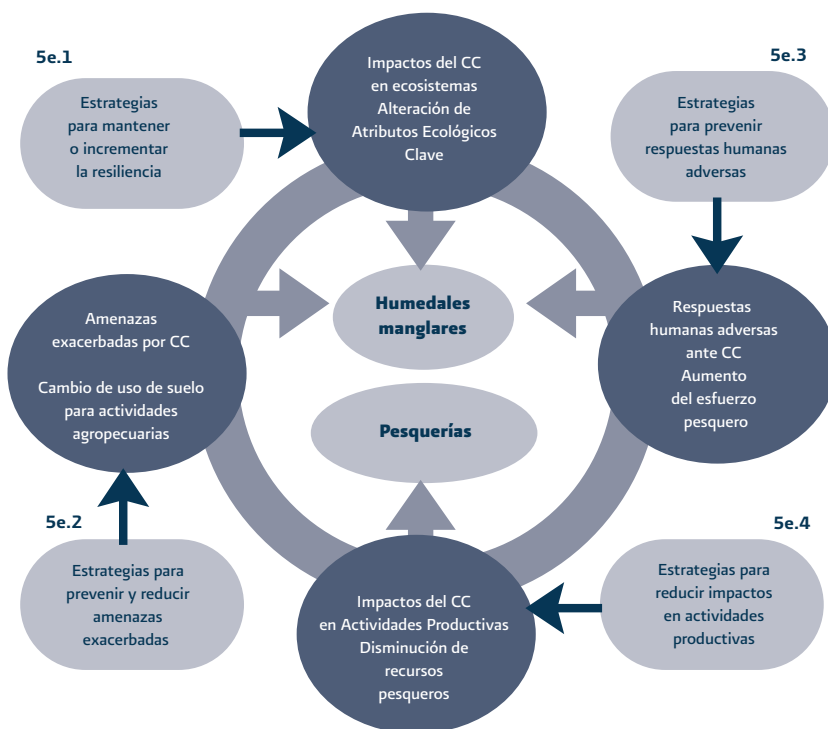 5e.1
Estrategias
para mantener
o incrementar
la resiliencia
Impactos del CC
en ecosistemas
Alteración de
Atributos Ecológicos
Clave
5e.3
Estrategias
para prevenir
respuestas humanas
adversas
Amenazas
exacerbadas por CC
Cambio de uso de suelo
para actividades
agropecuarias
Humedales
manglares
Pesquerías
Respuestas
humanas adversas
ante CC
Aumento
del esfuerzo
pesquero
5e.2
Estrategias para
prevenir y reducir
amenazas
exacerbadas
Impactos del CC
en Actividades Productivas
Disminución de
recursos
pesqueros
5e.4
Estrategias para
reducir impactos
en actividades
productivas